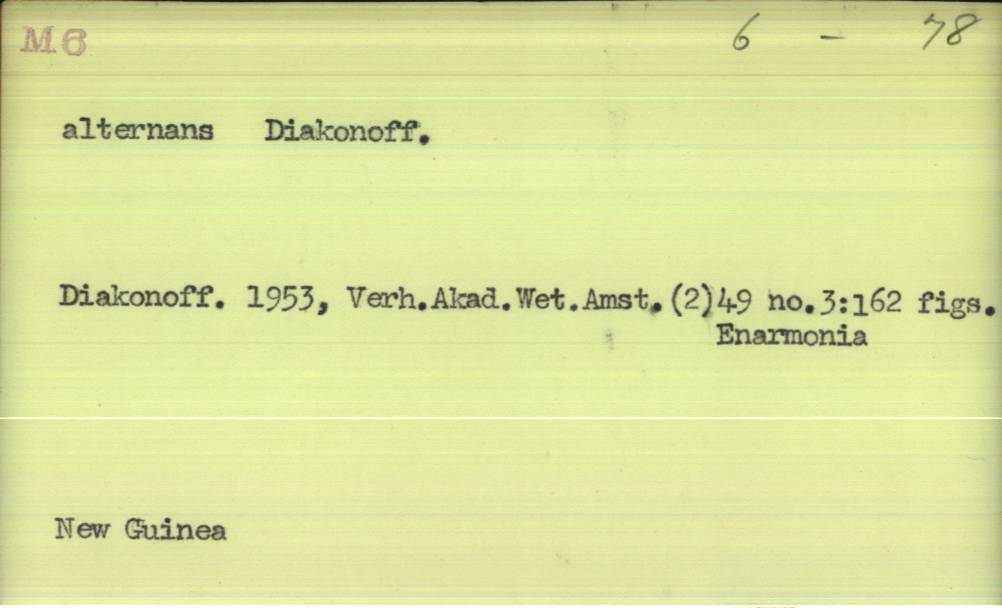 M6 6 - 78
alternans Diakonoff.
Diakonoff. 1953, Verh.Akad.Wet.Amst.(2)49 no.3:162 figs.
Enarmonia
New Guinea